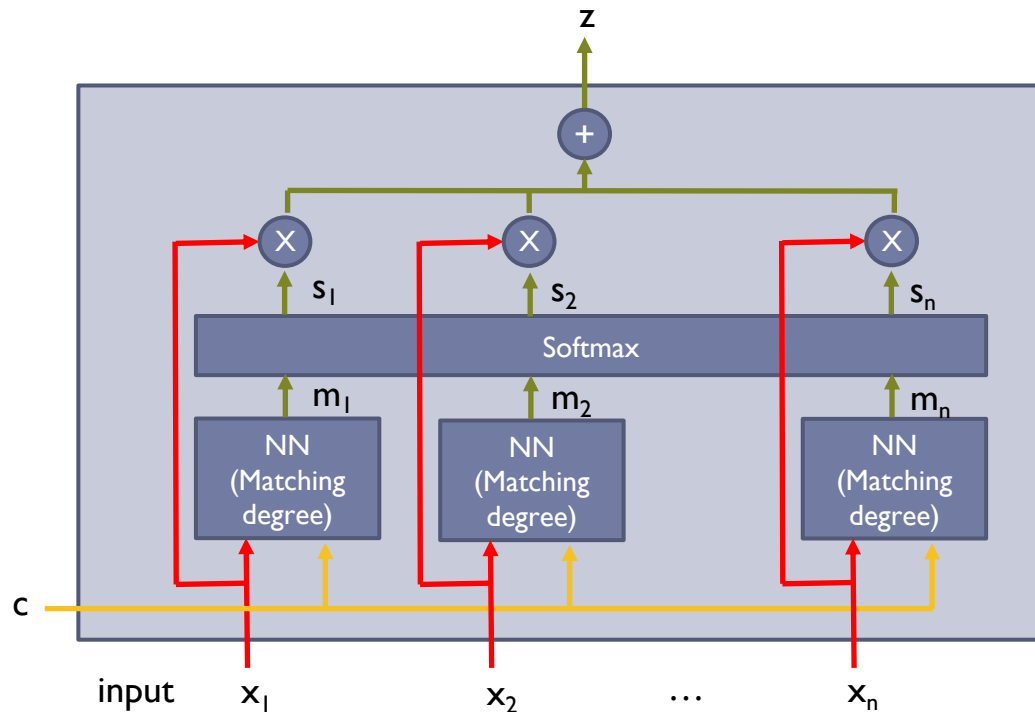 z
+
X X X
s₁ s₂ sₙ
Softmax
m₁ m₂ mₙ
NN
(Matching
degree)
NN
(Matching
degree)
NN
(Matching
degree)
c
input x₁ x₂ ... xₙ